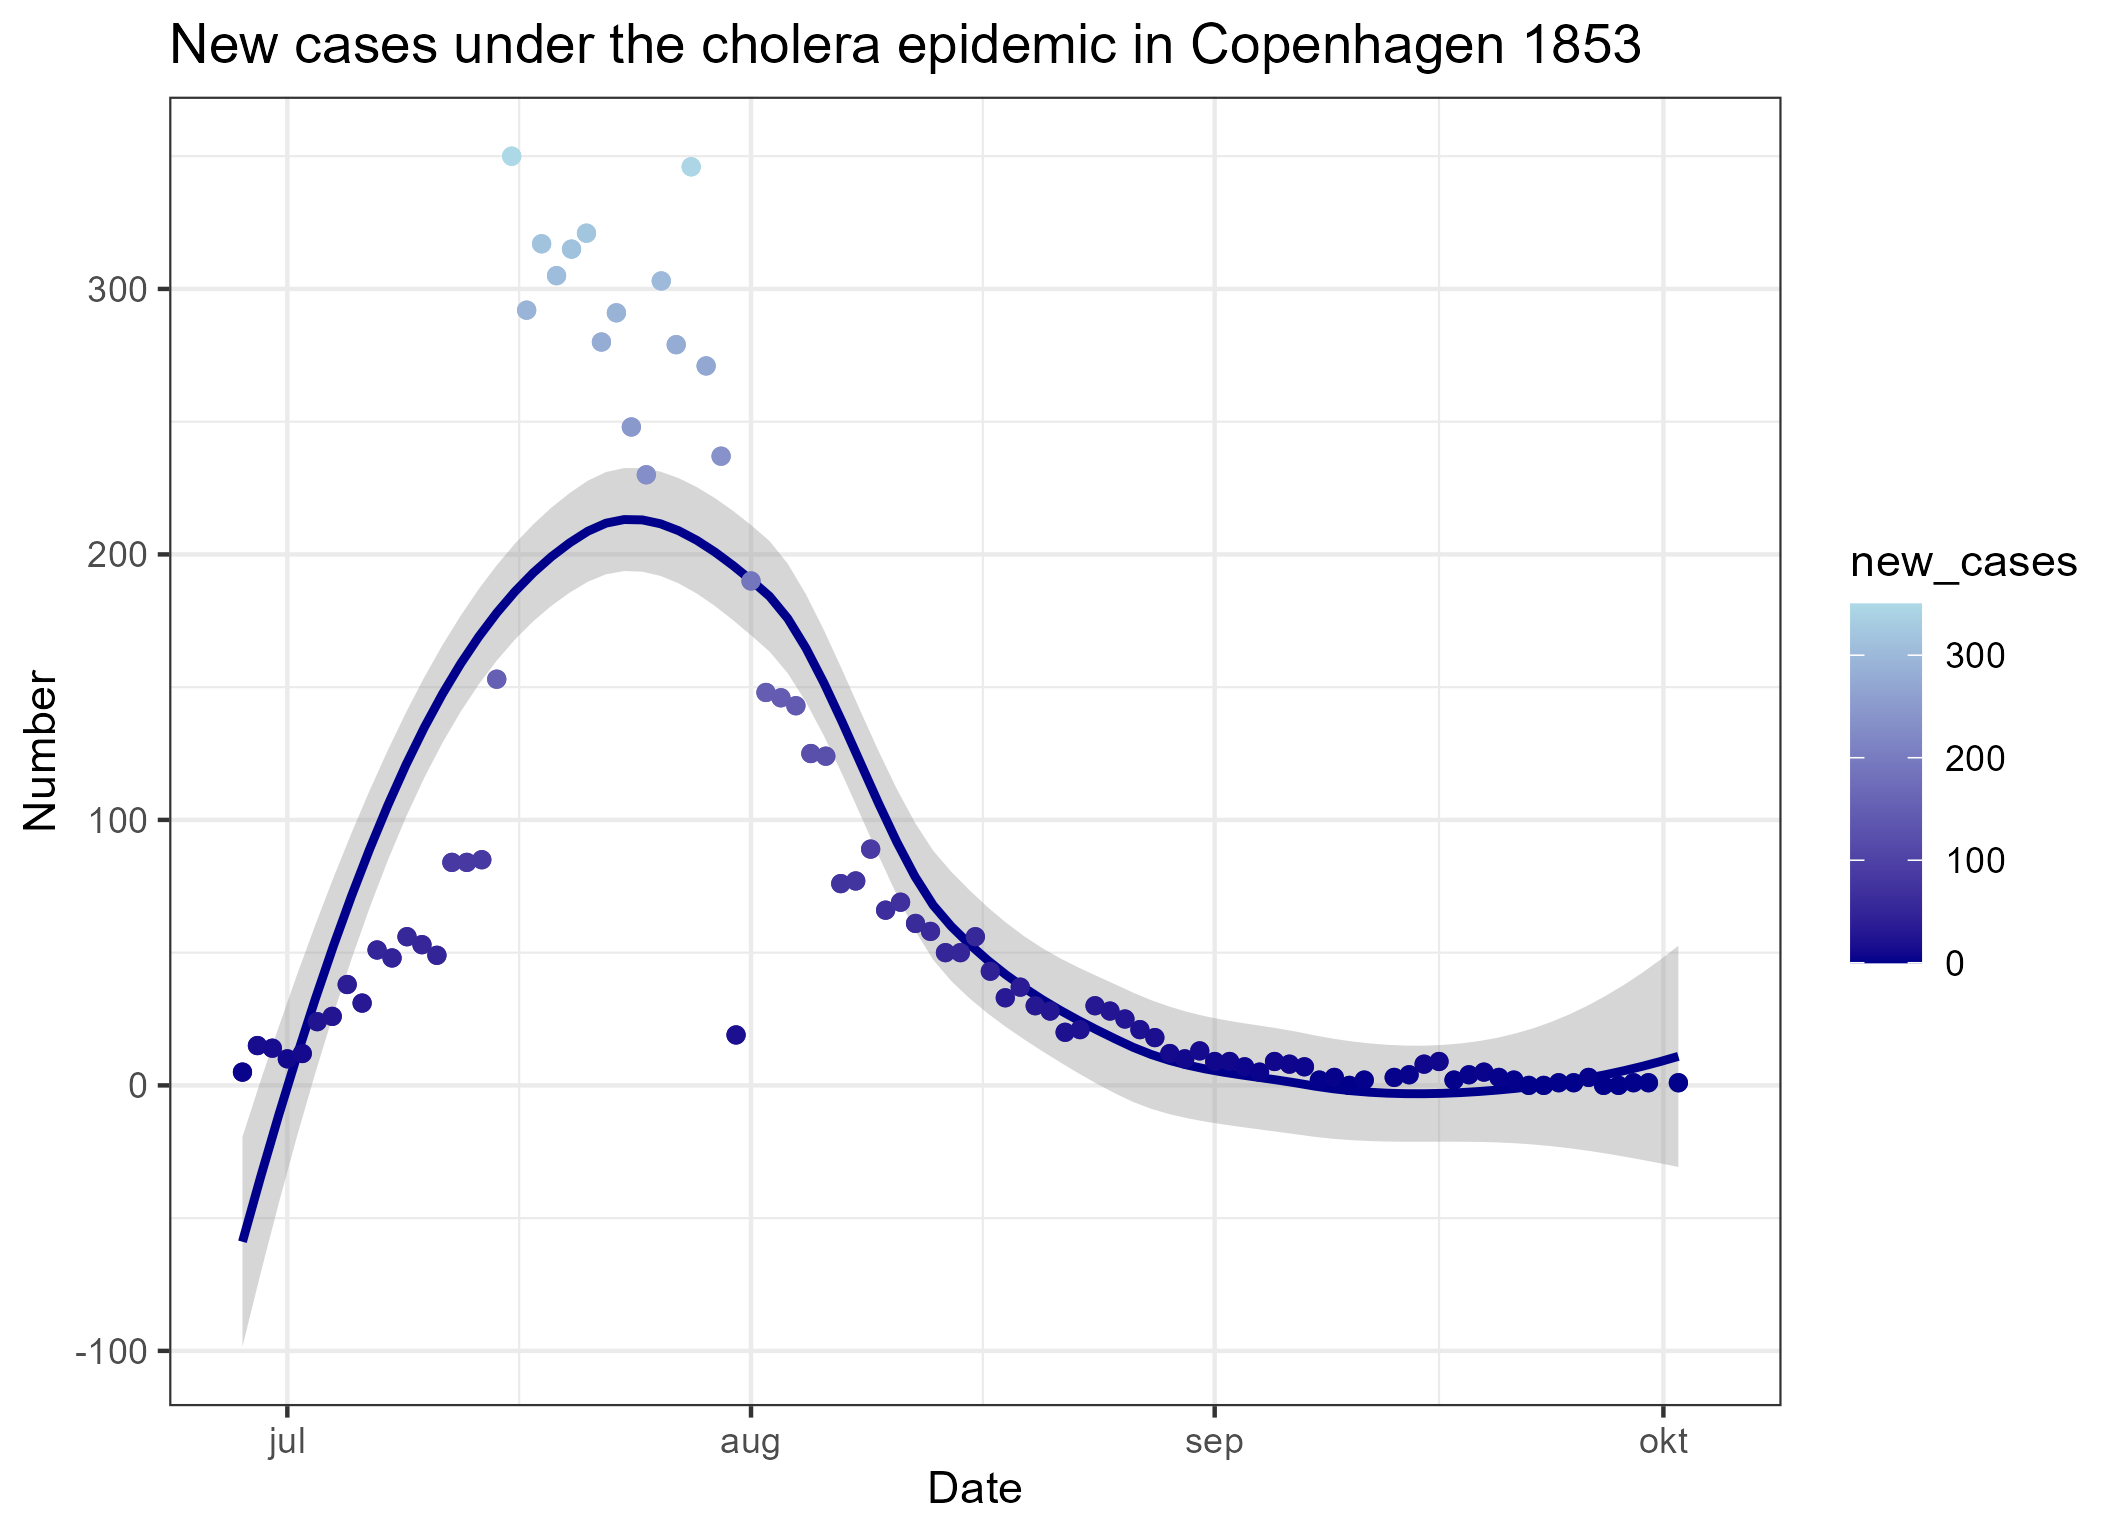 New cases under the cholera epidemic in Copenhagen 1853
Number
300
200
100
0
-100
jul
aug
sep
okt
Date
new_cases
300
200
100
0